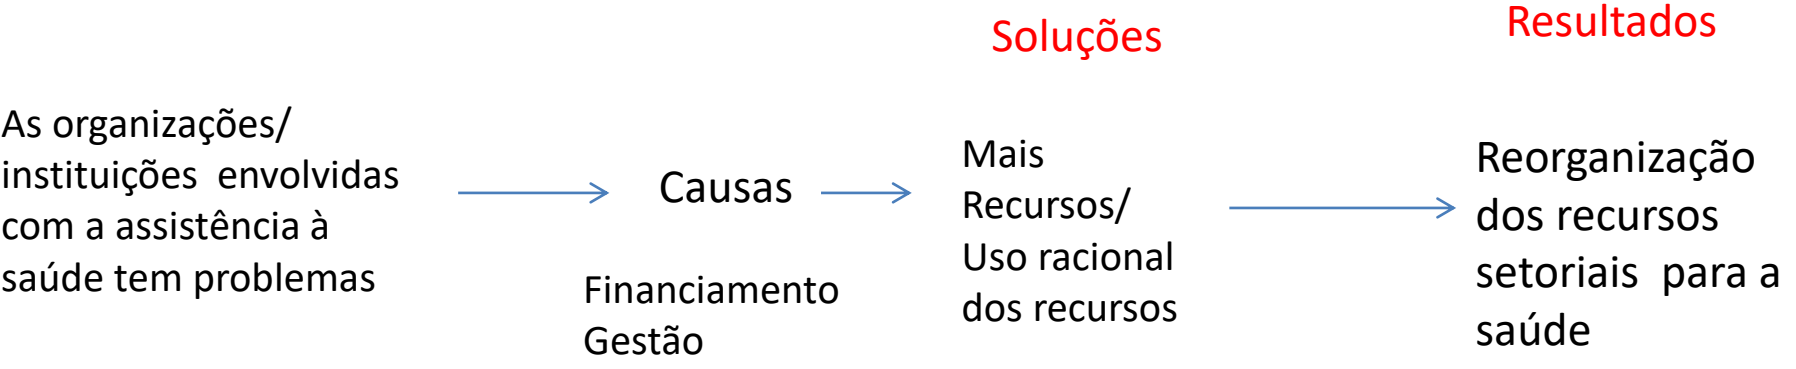 As organizações/
instituições envolvidas
com a assistência à
saúde tem problemas
Causas
Financiamento
Gestão
Soluções
Mais
Recursos/
Uso racional
dos recursos
Resultados
Reorganização
dos recursos
setoriais para a
saúde